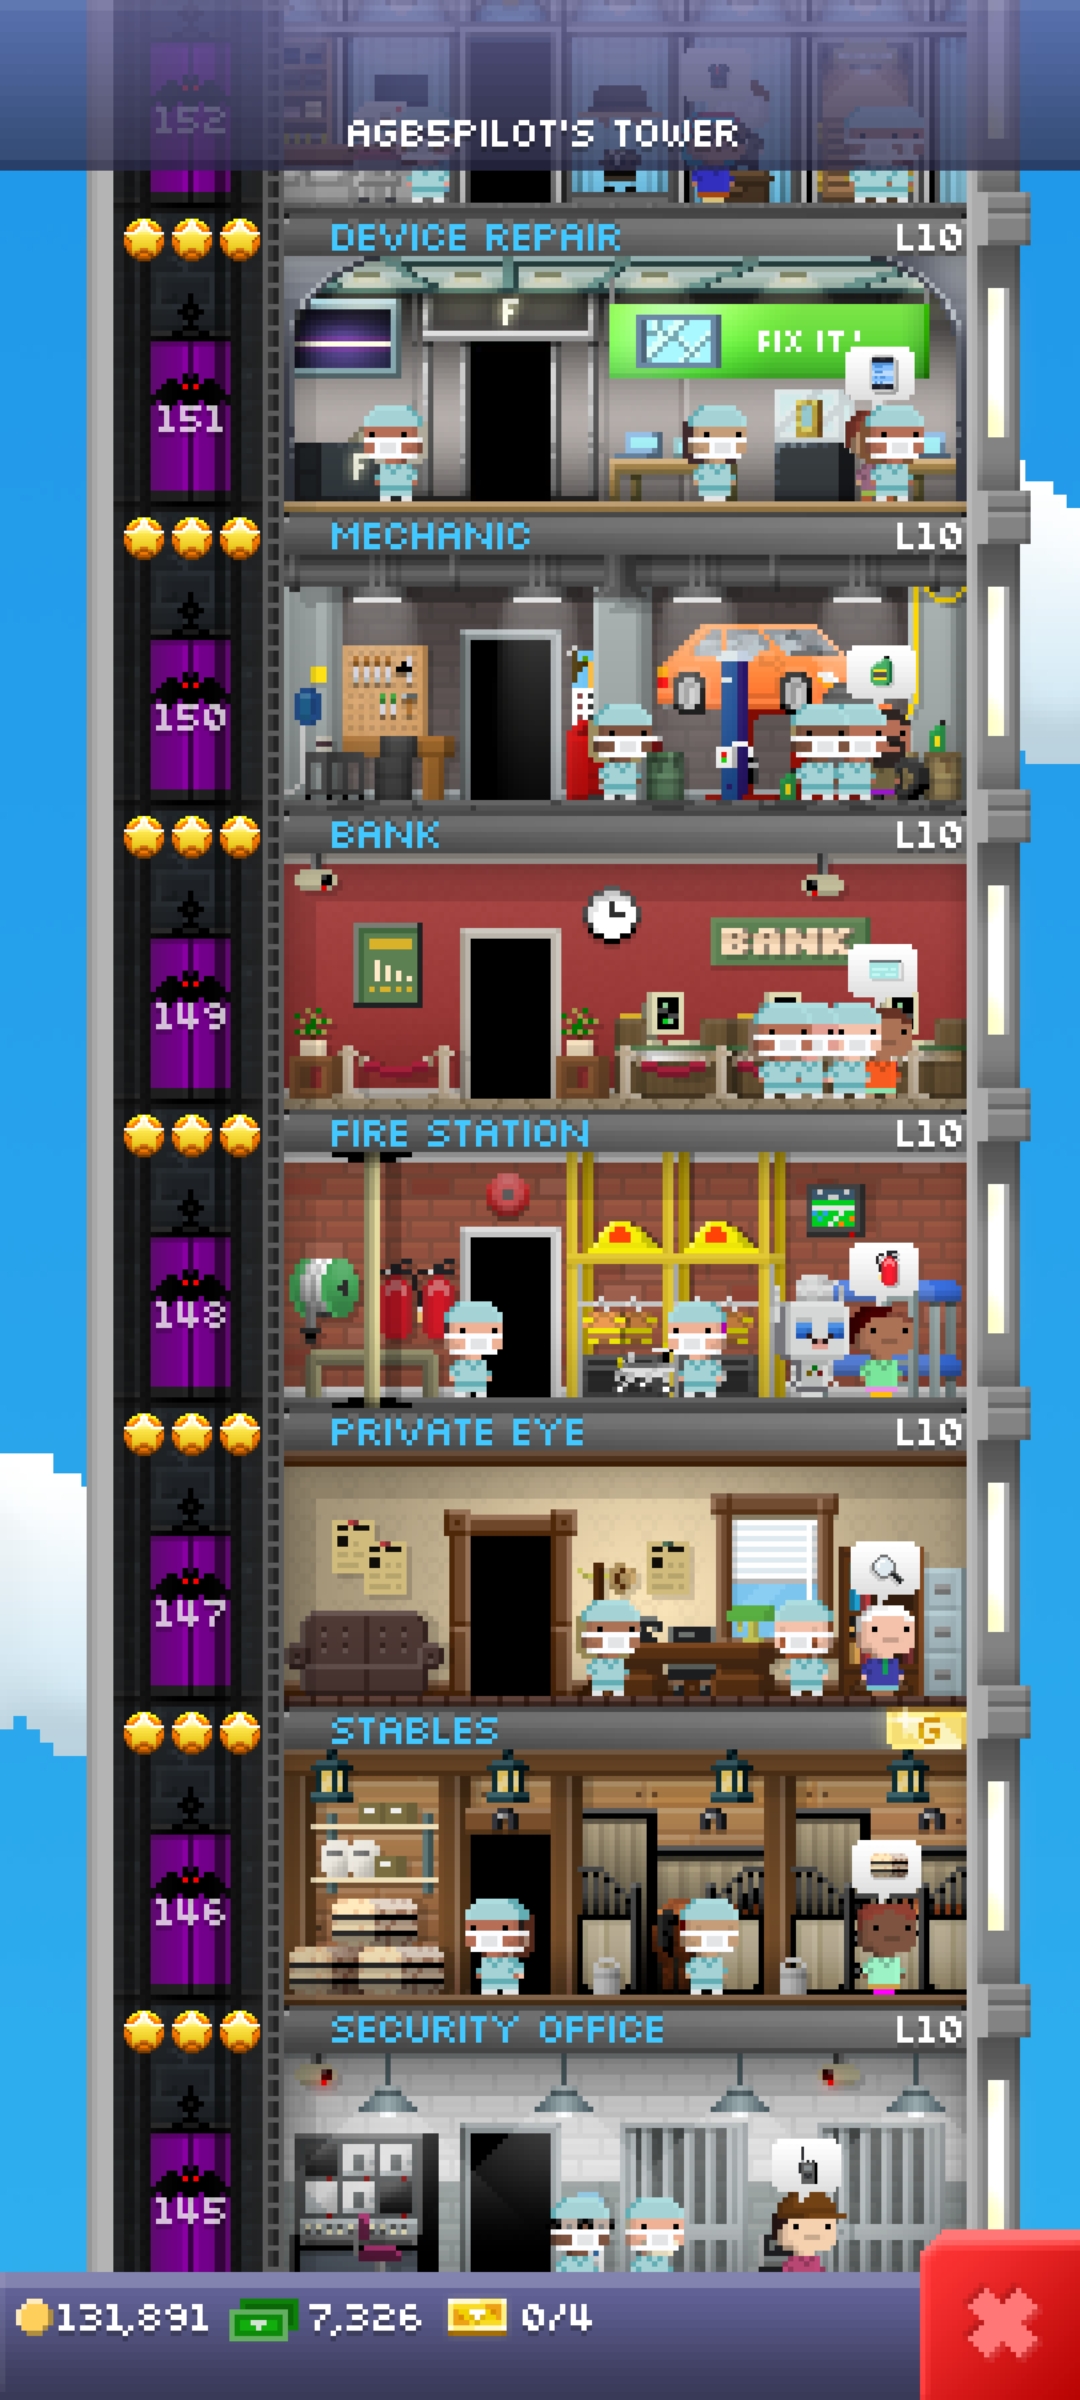 152
AGB5PILOT'S TOWER
DEVICE REPAIR L10
F
FIX IT!
151
F
MECHANIC L10
150
BANK L10
BANK
149
FIRE STATION L10
148
PRIVATE EYE L10
147
STABLES G
146
SECURITY OFFICE L10
145
131,891 7,326 0/4